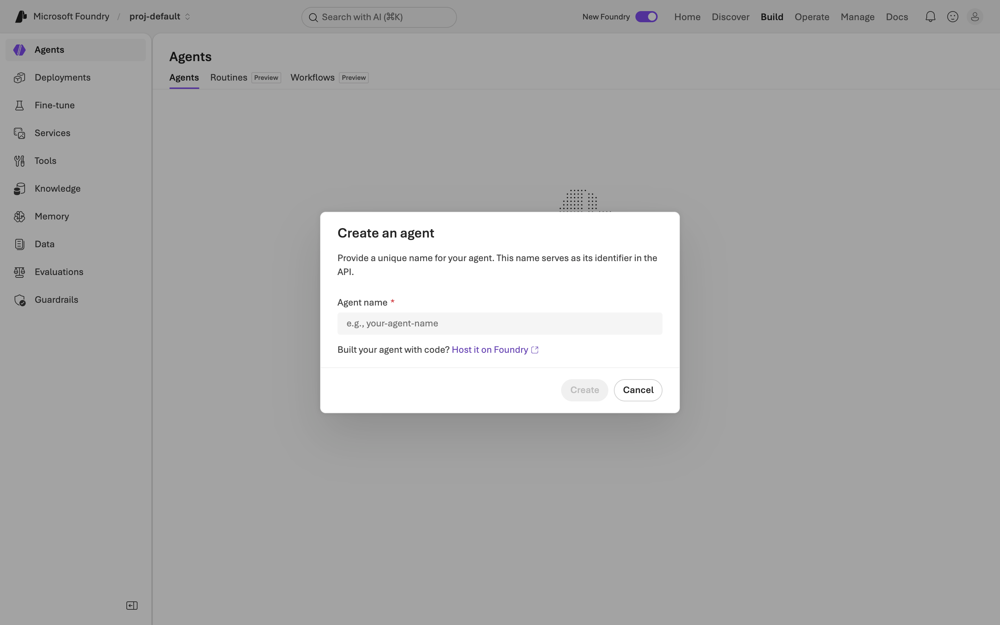 Microsoft Foundry / proj-default
Search with AI (⌘K)
New Foundry
Home
Discover
Build
Operate
Manage
Docs
Agents
Deployments
Fine-tune
Services
Tools
Knowledge
Memory
Data
Evaluations
Guardrails
Agents
Agents
Routines Preview
Workflows Preview
Create an agent
Provide a unique name for your agent. This name serves as its identifier in the
API.
Agent name *
e.g., your-agent-name
Built your agent with code? Host it on Foundry
Create
Cancel